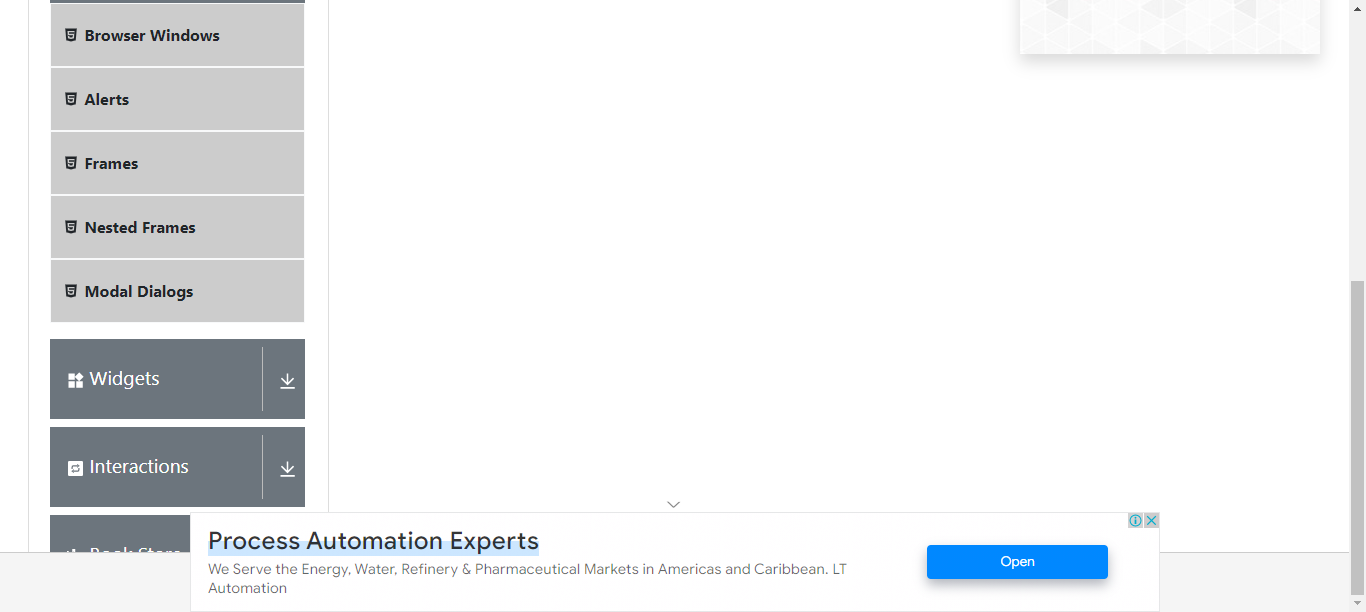 Browser Windows
Alerts
Frames
Nested Frames
Modal Dialogs
Widgets
Interactions
Book Store
Process Automation Experts
We Serve the Energy, Water, Refinery & Pharmaceutical Markets in Americas and Caribbean. LT
Automation
Open